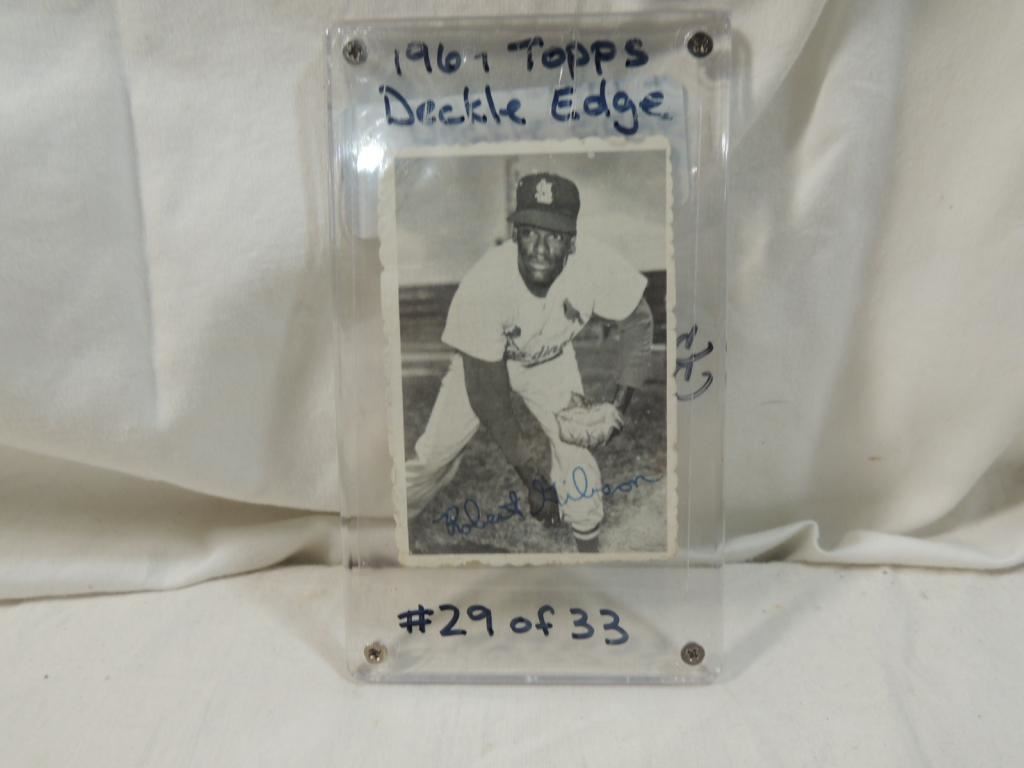 1969 Topps
Deckle Edge
Robert Gibson
#29 of 33